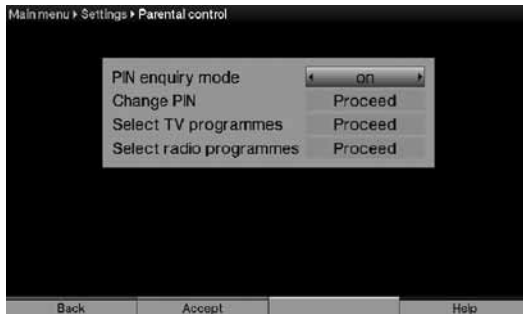 Main menu ▸ Settings ▸ Parental control
PIN enquiry mode on
Change PIN Proceed
Select TV programmes Proceed
Select radio programmes Proceed
Back Accept Help